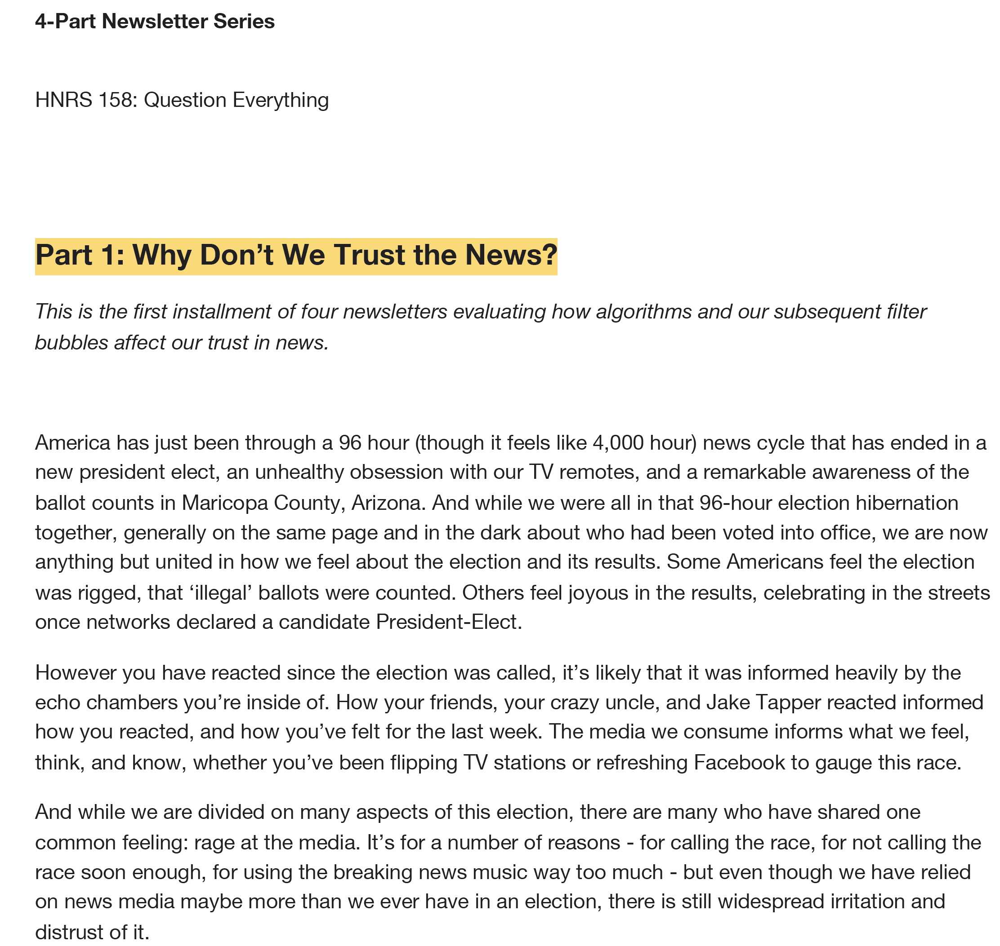 4-Part Newsletter Series
HNRS 158: Question Everything
Part 1: Why Don’t We Trust the News?
This is the first installment of four newsletters evaluating how algorithms and our subsequent filter
bubbles affect our trust in news.
America has just been through a 96 hour (though it feels like 4,000 hour) news cycle that has ended in a
new president elect, an unhealthy obsession with our TV remotes, and a remarkable awareness of the
ballot counts in Maricopa County, Arizona. And while we were all in that 96-hour election hibernation
together, generally on the same page and in the dark about who had been voted into office, we are now
anything but united in how we feel about the election and its results. Some Americans feel the election
was rigged, that ‘illegal’ ballots were counted. Others feel joyous in the results, celebrating in the streets
once networks declared a candidate President-Elect.
However you have reacted since the election was called, it’s likely that it was informed heavily by the
echo chambers you’re inside of. How your friends, your crazy uncle, and Jake Tapper reacted informed
how you reacted, and how you’ve felt for the last week. The media we consume informs what we feel,
think, and know, whether you’ve been flipping TV stations or refreshing Facebook to gauge this race.
And while we are divided on many aspects of this election, there are many who have shared one
common feeling: rage at the media. It’s for a number of reasons - for calling the race, for not calling the
race soon enough, for using the breaking news music way too much - but even though we have relied
on news media maybe more than we ever have in an election, there is still widespread irritation and
distrust of it.